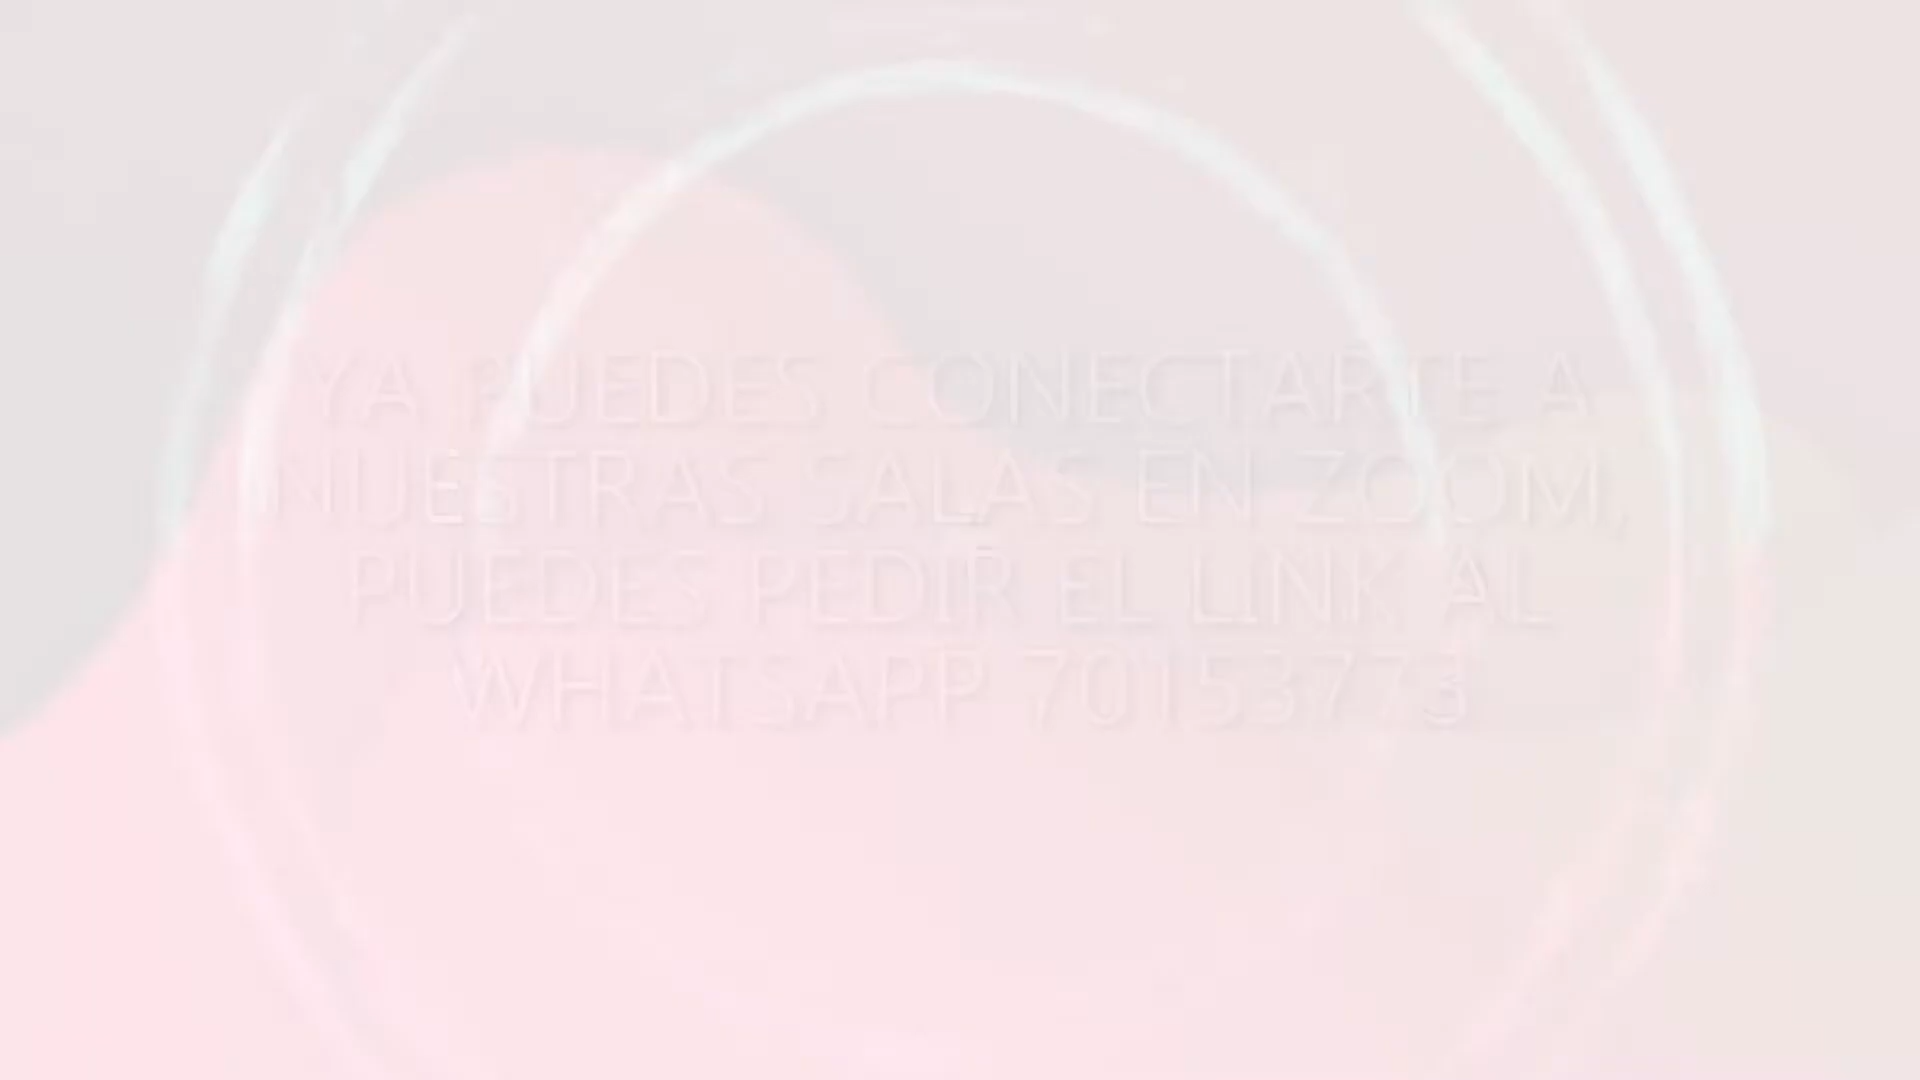 YA PUEDES CONECTARTE A
NUESTRAS SALAS EN ZOOM,
PUEDES PEDIR EL LINK AL
WHATSAPP 70153773